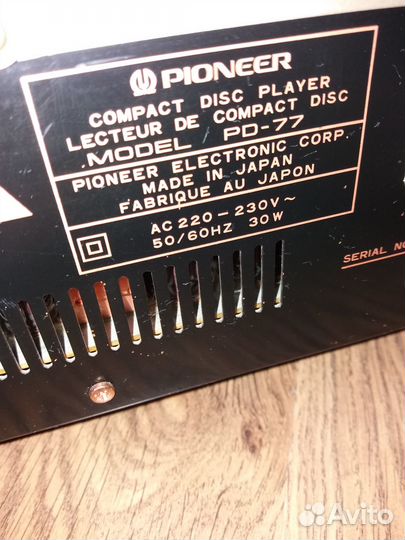 PIONEER
COMPACT DISC PLAYER
LECTEUR DE COMPACT DISC
MODEL PD-77
PIONEER ELECTRONIC CORP.
MADE IN JAPAN
FABRIQUE AU JAPON
AC 220-230V~
50/60HZ 30W
SERIAL NO
Avito